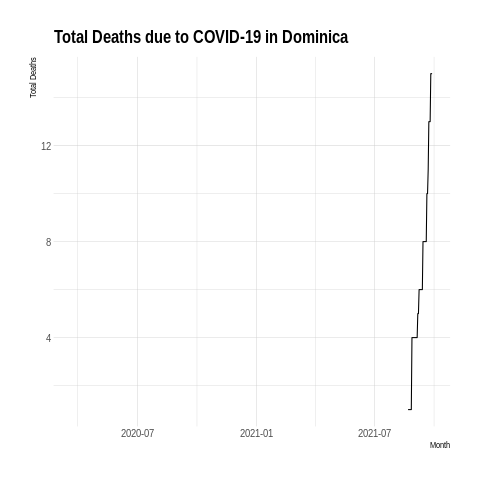 Total Deaths due to COVID-19 in Dominica
Total Deaths
12
8
4
2020-07
2021-01
2021-07
Month